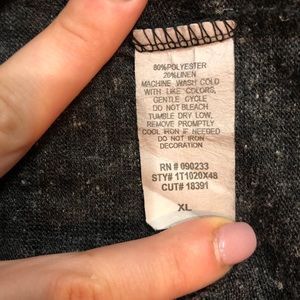 80%POLYESTER
20%LINEN
MACHINE WASH COLD
WITH LIKE COLORS,
GENTLE CYCLE
DO NOT BLEACH
TUMBLE DRY LOW,
REMOVE PROMPTLY
COOL IRON IF NEEDED
DO NOT IRON
DECORATION
RN # 090233
STY# 1T1020X48
CUT# 18391
XL